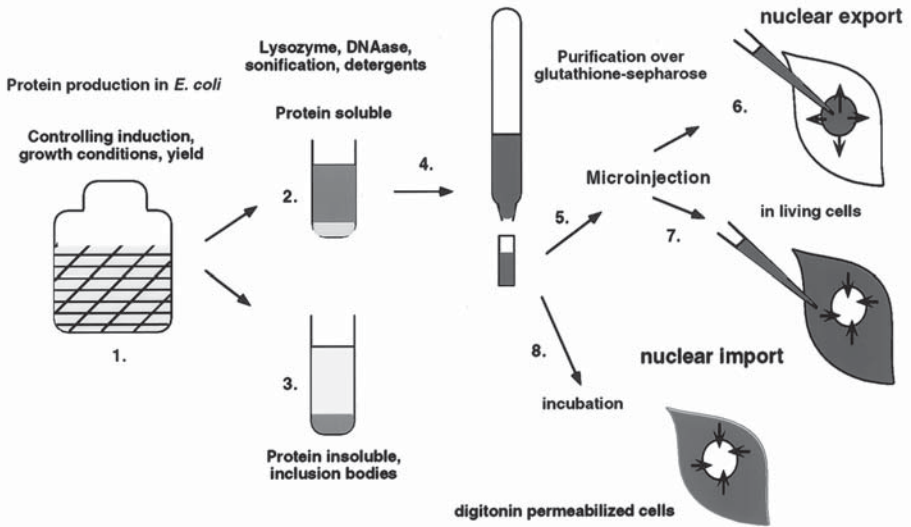 Protein production in E. coli
Controlling induction,
growth conditions, yield
1.
Lysozyme, DNAase,
sonification, detergents
Protein soluble
2.
4.
3.
Protein insoluble,
inclusion bodies
Purification over
glutathione-sepharose
5.
Microinjection
nuclear export
6.
in living cells
7.
nuclear import
8.
incubation
digitonin permeabilized cells